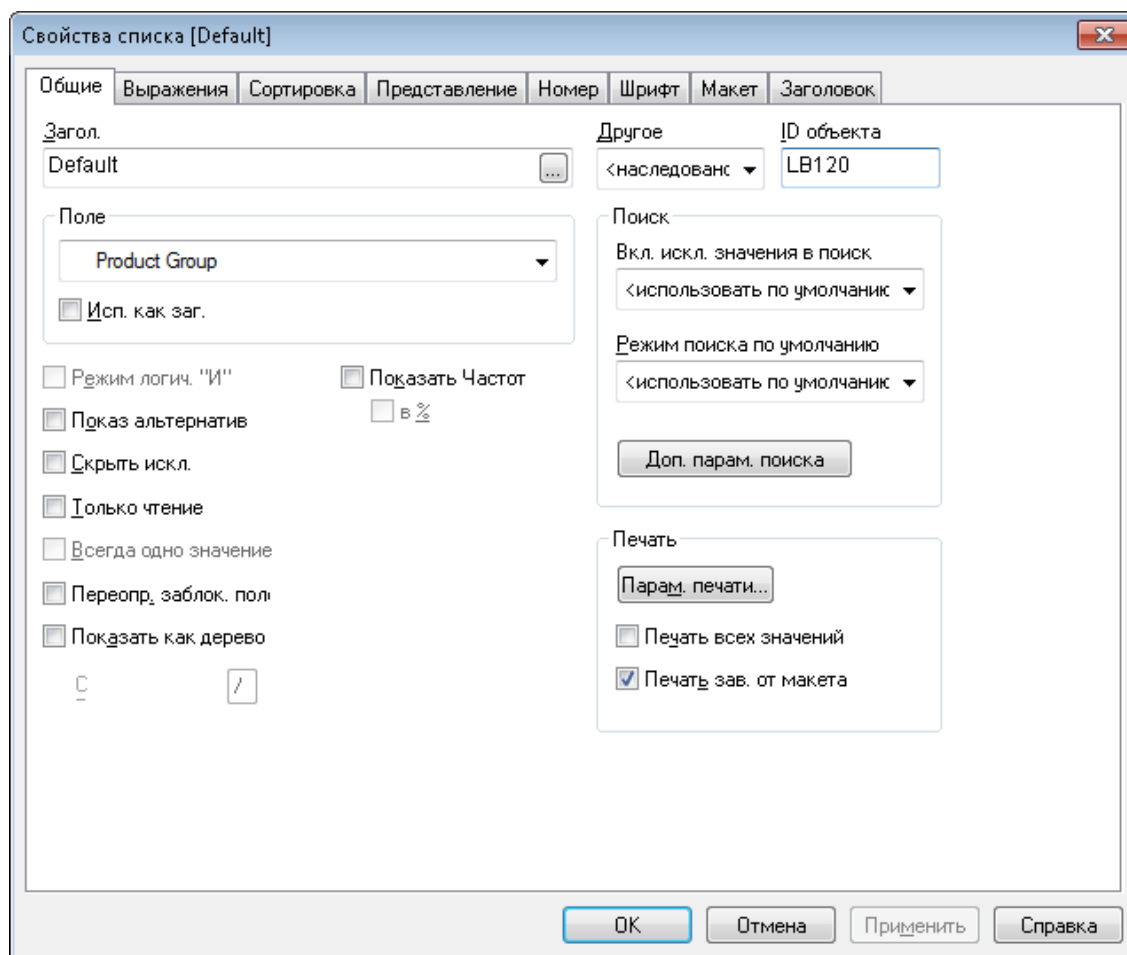 Свойства списка [Default]
Общие Выражения Сортировка Представление Номер Шрифт Макет Заголовок
Загол. Другое ID объекта
Default ... <наследованс LB120
Поле Поиск
Product Group Вкл. искл. значения в поиск
<использовать по умолчаник
Исп. как заг.
Режим поиска по умолчанию
Режим логич. "И" Показать Частот <использовать по умолчаник
Показ альтернатив в %
Скрыть искл. Доп. парам. поиска
Только чтение
Всегда одно значение Печать
Переопр. заблок. поле Парам. печати...
Показать как дерево Печать всех значений
С / Печать зав. от макета
OK Отмена Применить Справка